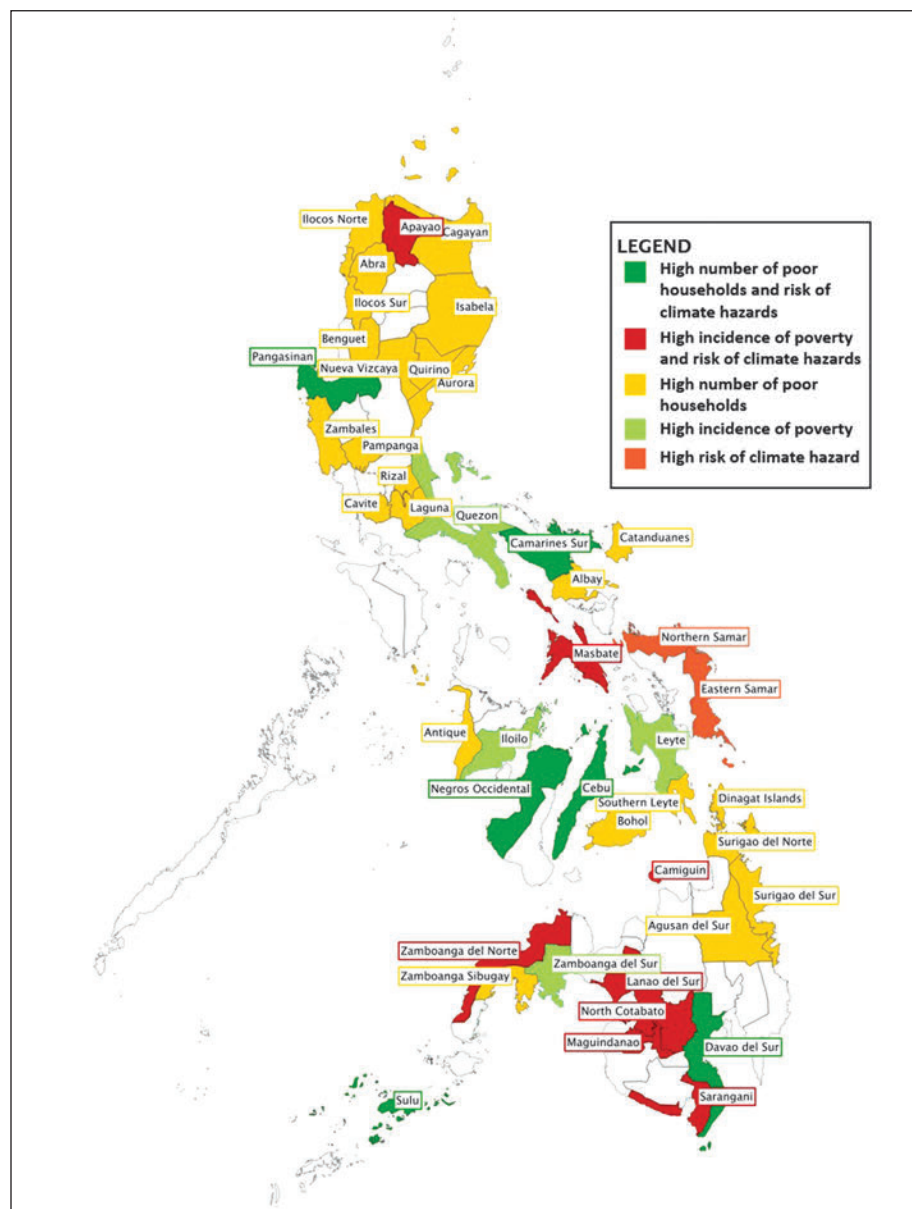 Ilocos Norte
Apayao
Cagayan
Abra
Ilocos Sur
Isabela
Benguet
Pangasinan
Nueva Vizcaya
Quirino
Aurora
Zambales
Pampanga
Rizal
Cavite
Laguna
Quezon
Camarines Sur
Catanduanes
Albay
Northern Samar
Masbate
Eastern Samar
Antique
Iloilo
Leyte
Negros Occidental
Cebu
Southern Leyte
Dinagat Islands
Bohol
Surigao del Norte
Camiguin
Surigao del Sur
Agusan del Sur
Zamboanga del Norte
Zamboanga del Sur
Zamboanga Sibugay
Lanao del Sur
North Cotabato
Maguindanao
Davao del Sur
Sulu
Sarangani
LEGEND
High number of poor
households and risk of
climate hazards
High incidence of poverty
and risk of climate hazards
High number of poor
households
High incidence of poverty
High risk of climate hazard